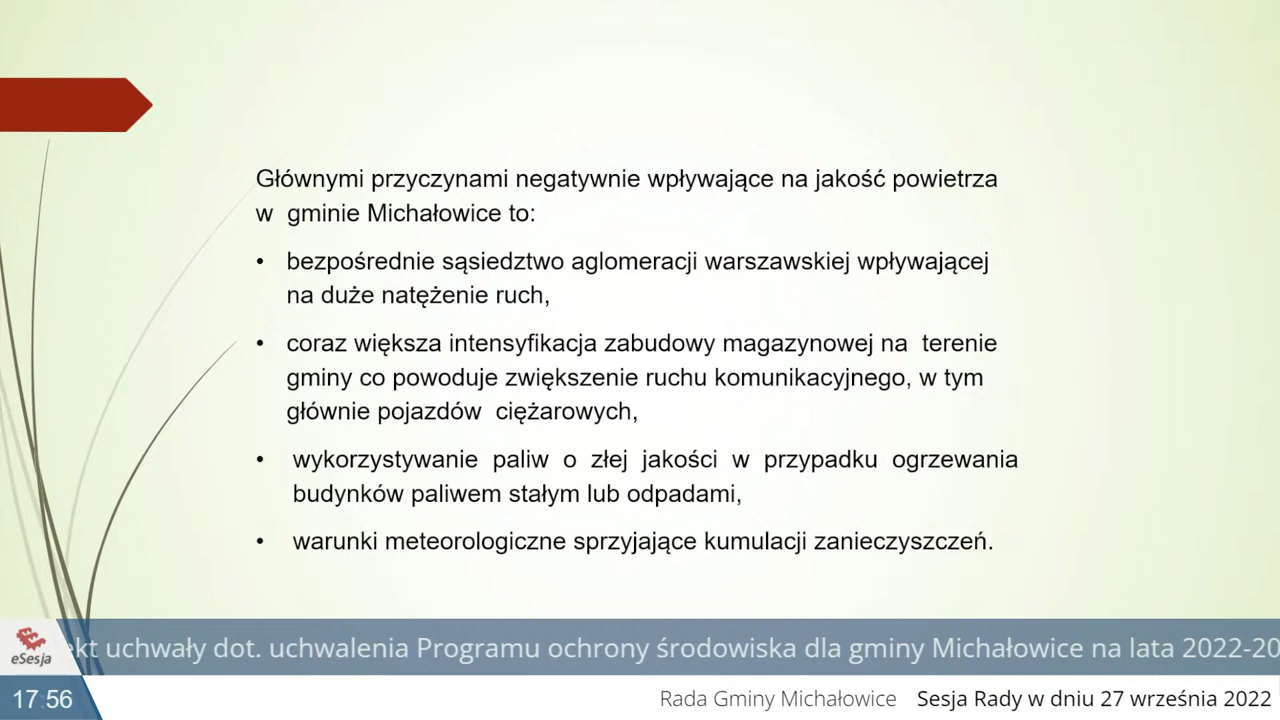 Głównymi przyczynami negatywnie wpływające na jakość powietrza
w gminie Michałowice to:
• bezpośrednie sąsiedztwo aglomeracji warszawskiej wpływającej
na duże natężenie ruch,
• coraz większa intensyfikacja zabudowy magazynowej na terenie
gminy co powoduje zwiększenie ruchu komunikacyjnego, w tym
głównie pojazdów ciężarowych,
• wykorzystywanie paliw o złej jakości w przypadku ogrzewania
budynków paliwem stałym lub odpadami,
• warunki meteorologiczne sprzyjające kumulacji zanieczyszczeń.
eSesja
ekt uchwały dot. uchwalenia Programu ochrony środowiska dla gminy Michałowice na lata 2022-20
17:56
Rada Gminy Michałowice Sesja Rady w dniu 27 września 2022